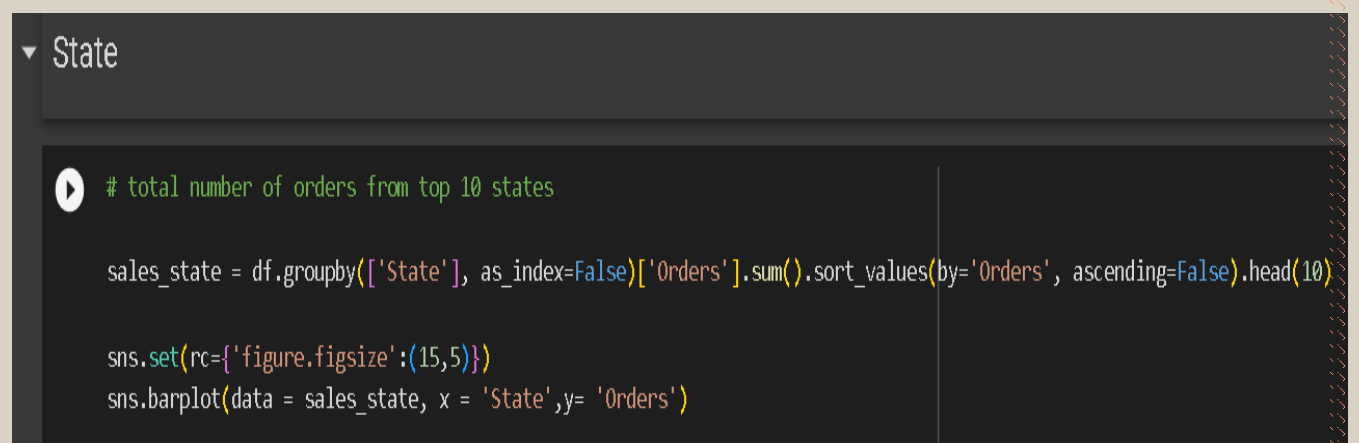 State
# total number of orders from top 10 states
sales_state = df.groupby(['State'], as_index=False)['Orders'].sum().sort_values(by='Orders', ascending=False).head(10)
sns.set(rc={'figure.figsize':(15,5)})
sns.barplot(data = sales_state, x = 'State',y= 'Orders')